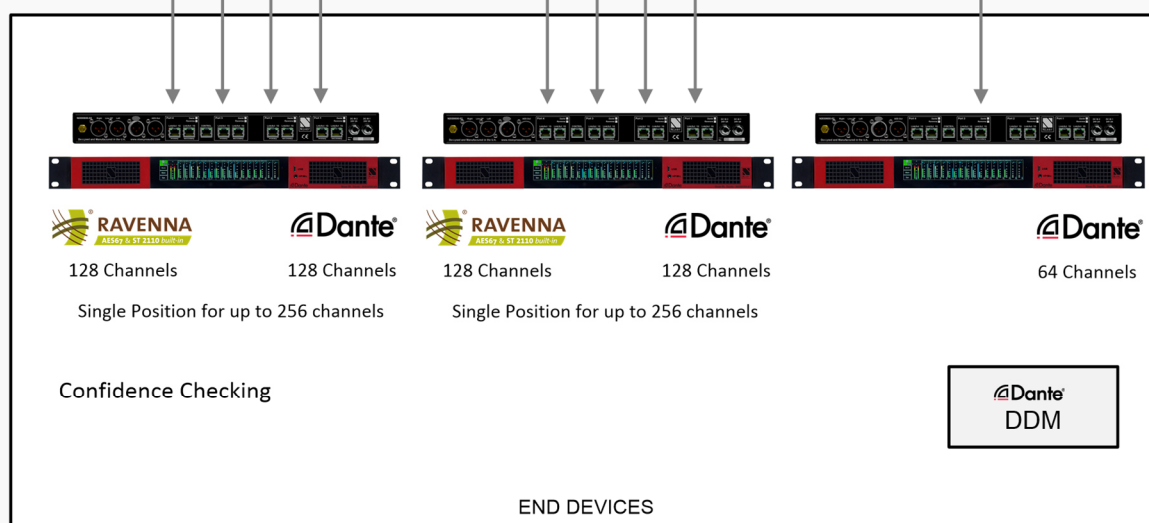 RAVENNA
AES67 & ST 2110 built-in
Dante®
RAVENNA
AES67 & ST 2110 built-in
Dante®
Dante®
128 Channels
128 Channels
128 Channels
128 Channels
64 Channels
Single Position for up to 256 channels
Single Position for up to 256 channels
Confidence Checking
Dante®
DDM
END DEVICES